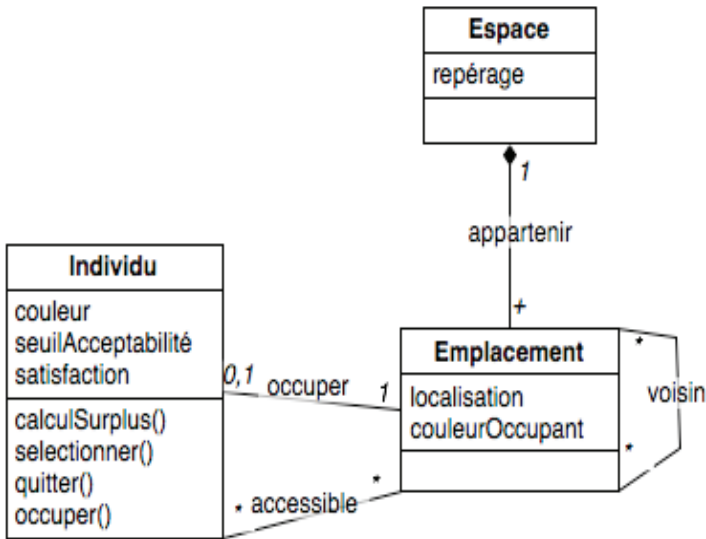 Espace
repérage
1
appartenir
+
Individu
couleur
seuilAcceptabilité
satisfaction
calculSurplus()
selectionner()
quitter()
occuper()
0,1 occuper 1
* accessible *
Emplacement
localisation
couleurOccupant
*
voisin
*